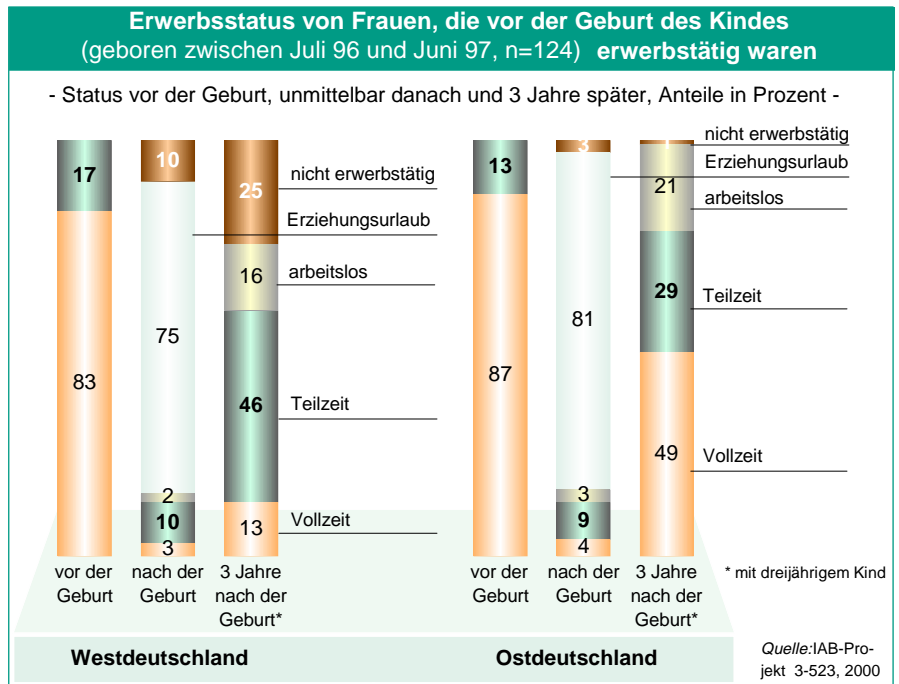 Erwerbsstatus von Frauen, die vor der Geburt des Kindes
(geboren zwischen Juli 96 und Juni 97, n=124) erwerbstätig waren
- Status vor der Geburt, unmittelbar danach und 3 Jahre später, Anteile in Prozent -
17
83
10
75
2
10
3
25
16
46
13
nicht erwerbstätig
Erziehungsurlaub
arbeitslos
Teilzeit
Vollzeit
13
87
3
81
3
9
4
1
21
29
49
nicht erwerbstätig
Erziehungsurlaub
arbeitslos
Teilzeit
Vollzeit
vor der
Geburt
nach der
Geburt
3 Jahre
nach der
Geburt*
vor der
Geburt
nach der
Geburt
3 Jahre
nach der
Geburt*
* mit dreijährigem Kind
Westdeutschland
Ostdeutschland
Quelle:IAB-Pro-
jekt 3-523, 2000